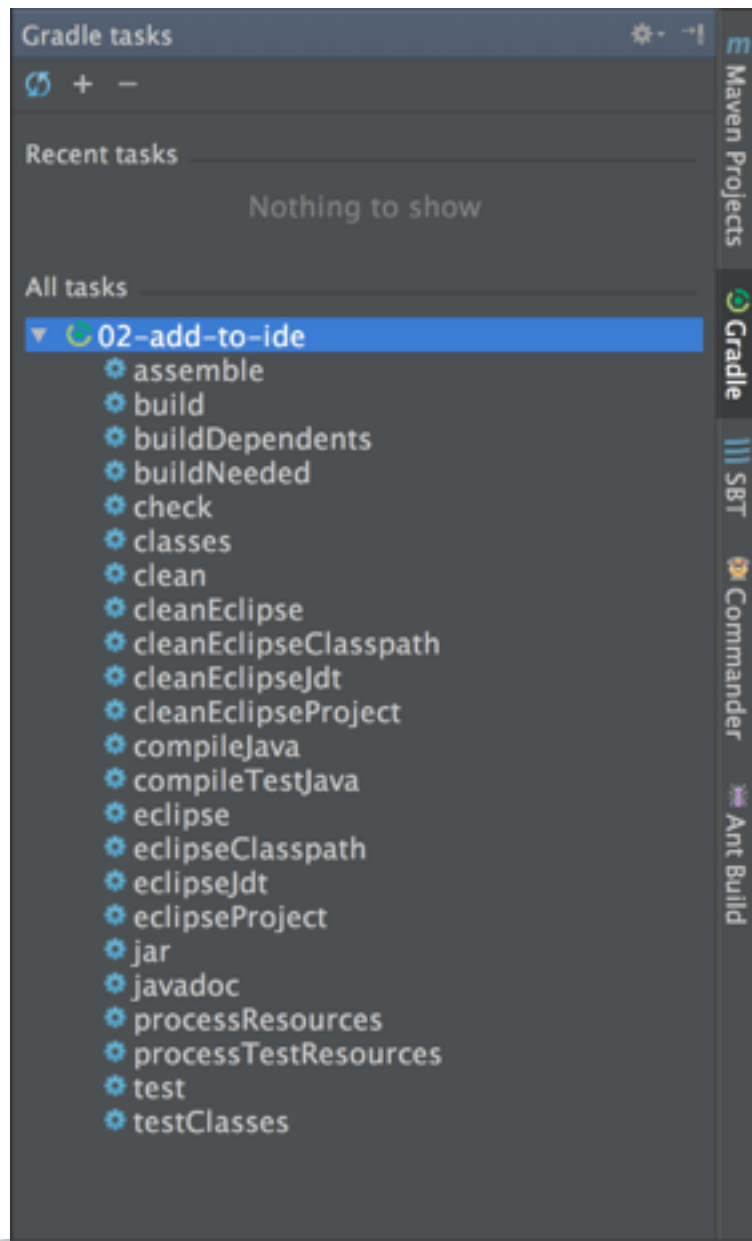 Gradle tasks
Recent tasks
Nothing to show
All tasks
02-add-to-ide
assemble
build
buildDependents
buildNeeded
check
classes
clean
cleanEclipse
cleanEclipseClasspath
cleanEclipseJdt
cleanEclipseProject
compileJava
compileTestJava
eclipse
eclipseClasspath
eclipseJdt
eclipseProject
jar
javadoc
processResources
processTestResources
test
testClasses
m Maven Projects
Gradle
SBT
Commander
Ant Build